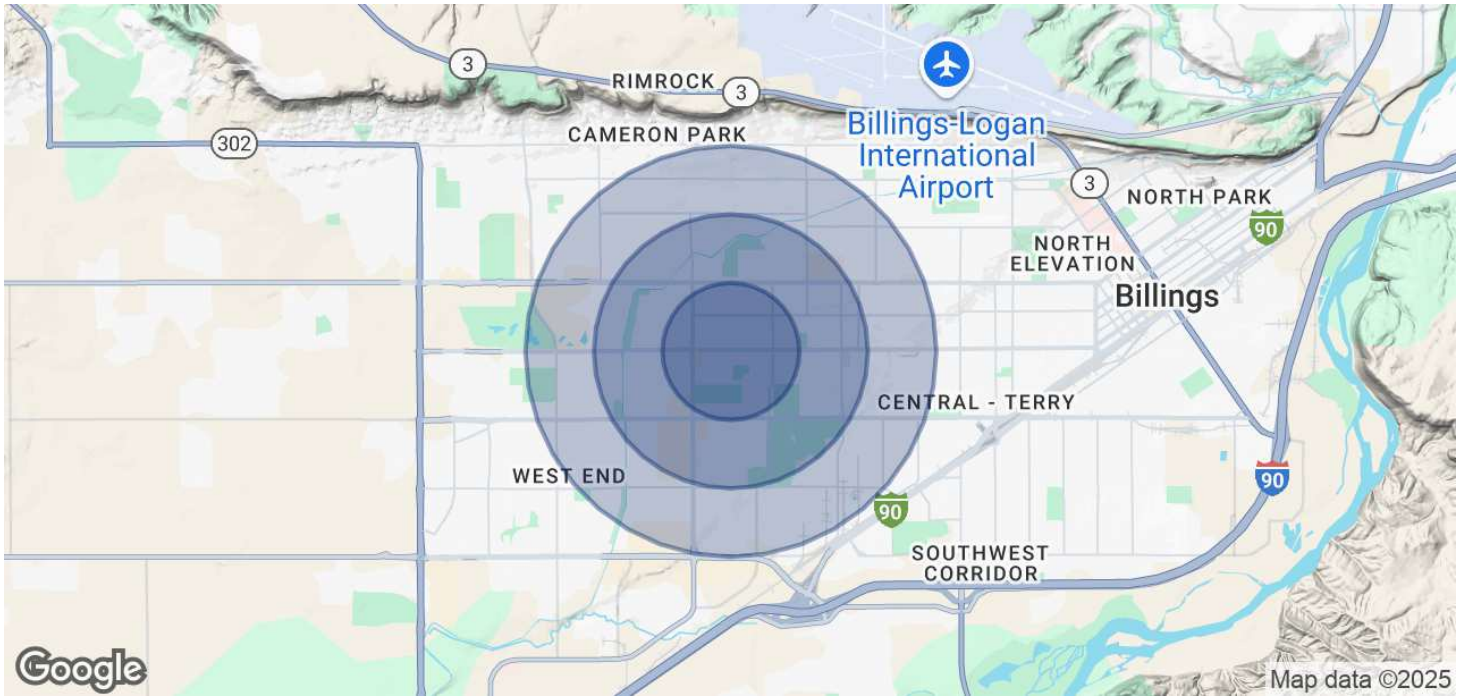 3
RIMROCK
3
CAMERON PARK
302
Billings-Logan
International
Airport
3
NORTH PARK
90
NORTH
ELEVATION
Billings
CENTRAL - TERRY
WEST END
90
90
SOUTHWEST
CORRIDOR
Google
Map data ©2025